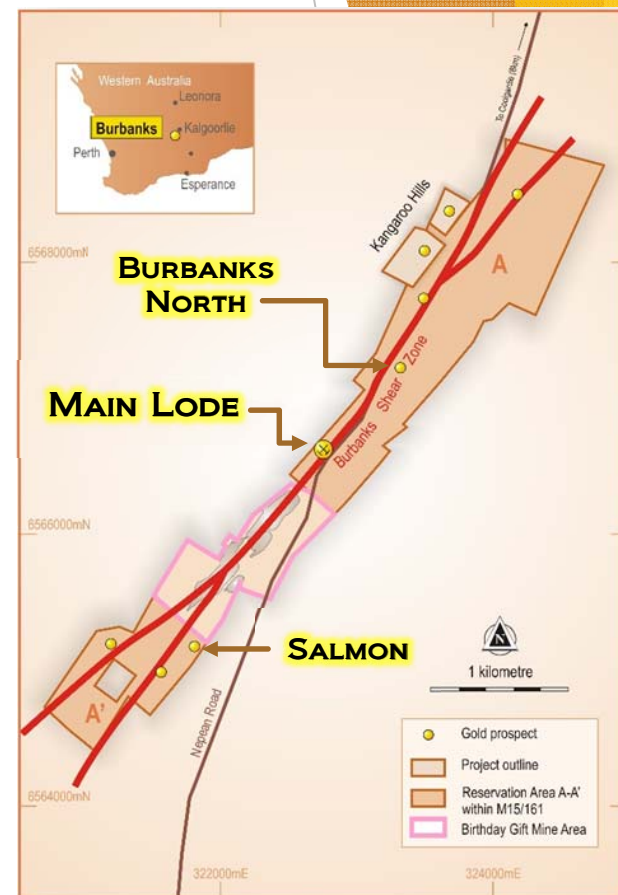 Western Australia
Leonora
Burbanks
Kalgoorlie
Perth
Esperance
To Coolgardie (8km)
Kangaroo Hills
6568000mN
A
BURBANKS
NORTH
Burbanks Shear Zone
MAIN LODE
6566000mN
SALMON
N
1 kilometre
A'
Nepean Road
Gold prospect
Project outline
Reservation Area A-A'
within M15/161
Birthday Gift Mine Area
6564000mN
322000mE
324000mE